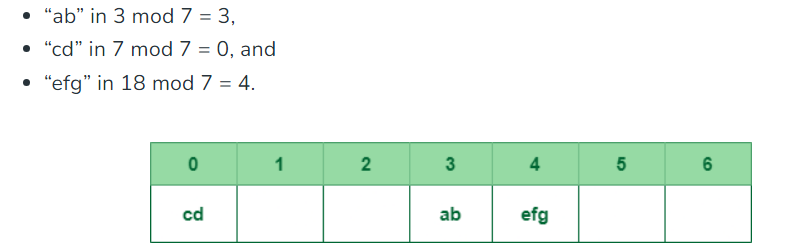 • “ab” in 3 mod 7 = 3,
• “cd” in 7 mod 7 = 0, and
• “efg” in 18 mod 7 = 4.
0 1 2 3 4 5 6
cd ab efg